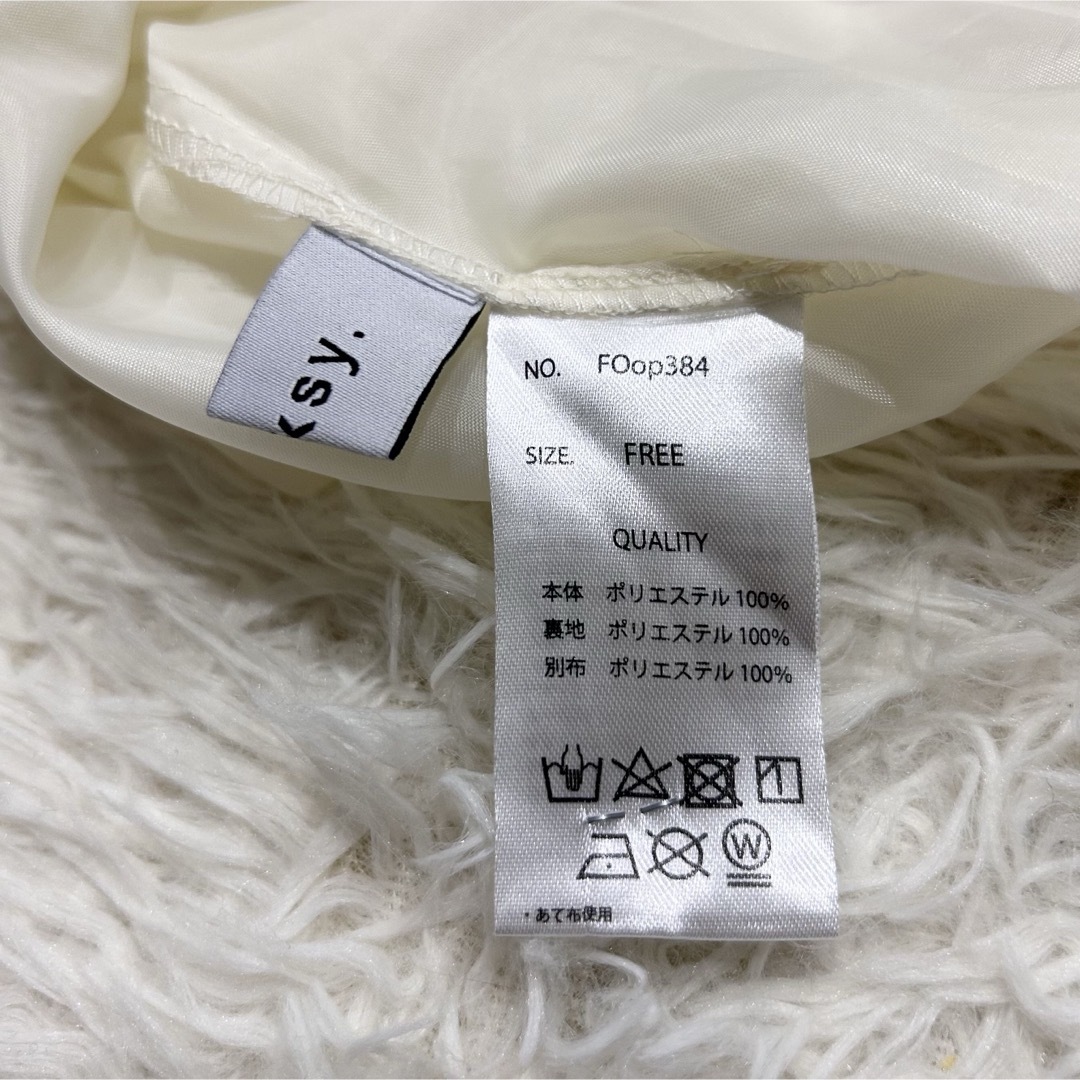 ksy.
NO. FOop384
SIZE. FREE
QUALITY
本体 ポリエステル 100%
裏地 ポリエステル 100%
別布 ポリエステル 100%
W
・あて布使用